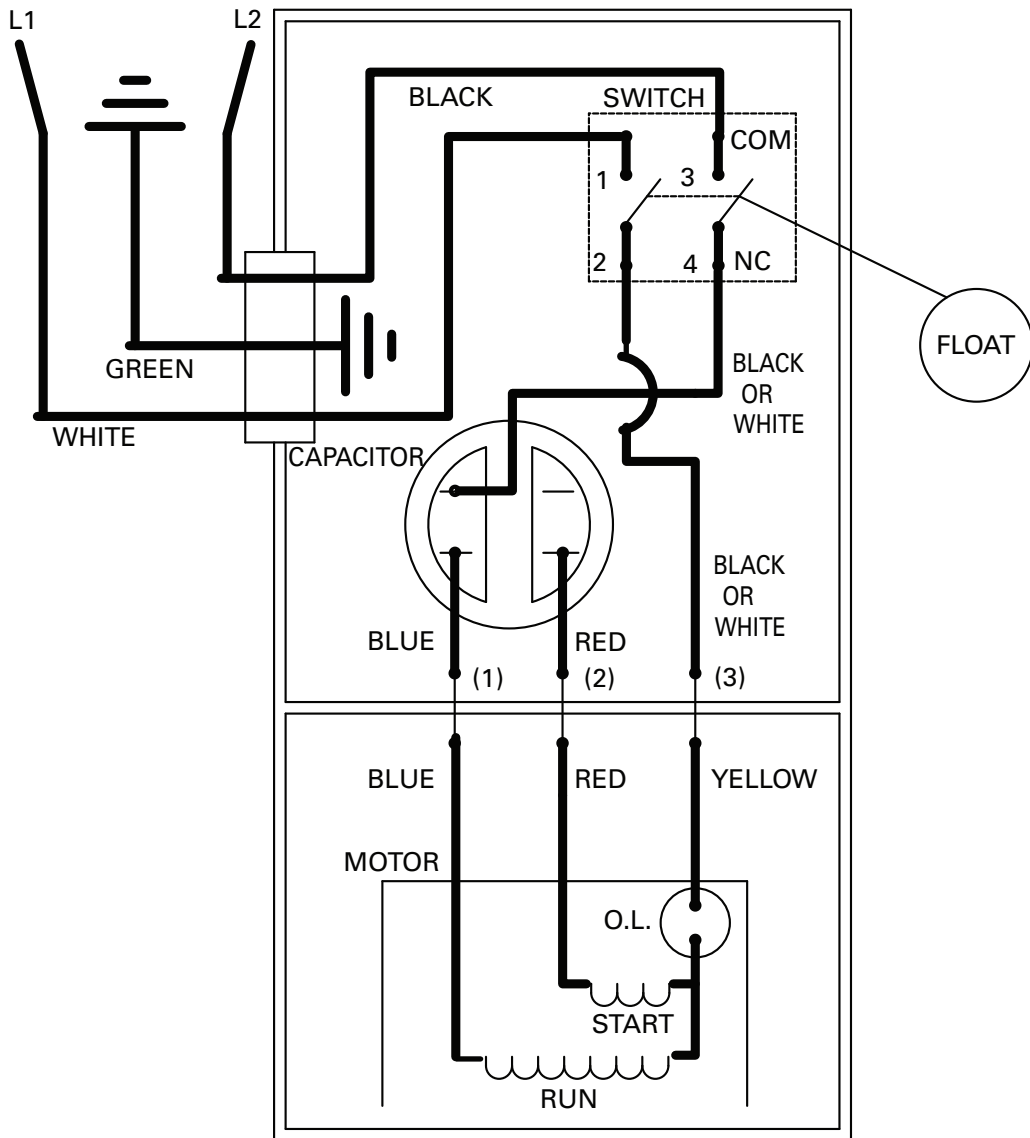 L1
L2
BLACK
SWITCH
COM
1
3
2
4
NC
FLOAT
GREEN
BLACK
OR
WHITE
WHITE
CAPACITOR
BLACK
OR
WHITE
BLUE
RED
(1)
(2)
(3)
BLUE
RED
YELLOW
MOTOR
O.L.
START
RUN